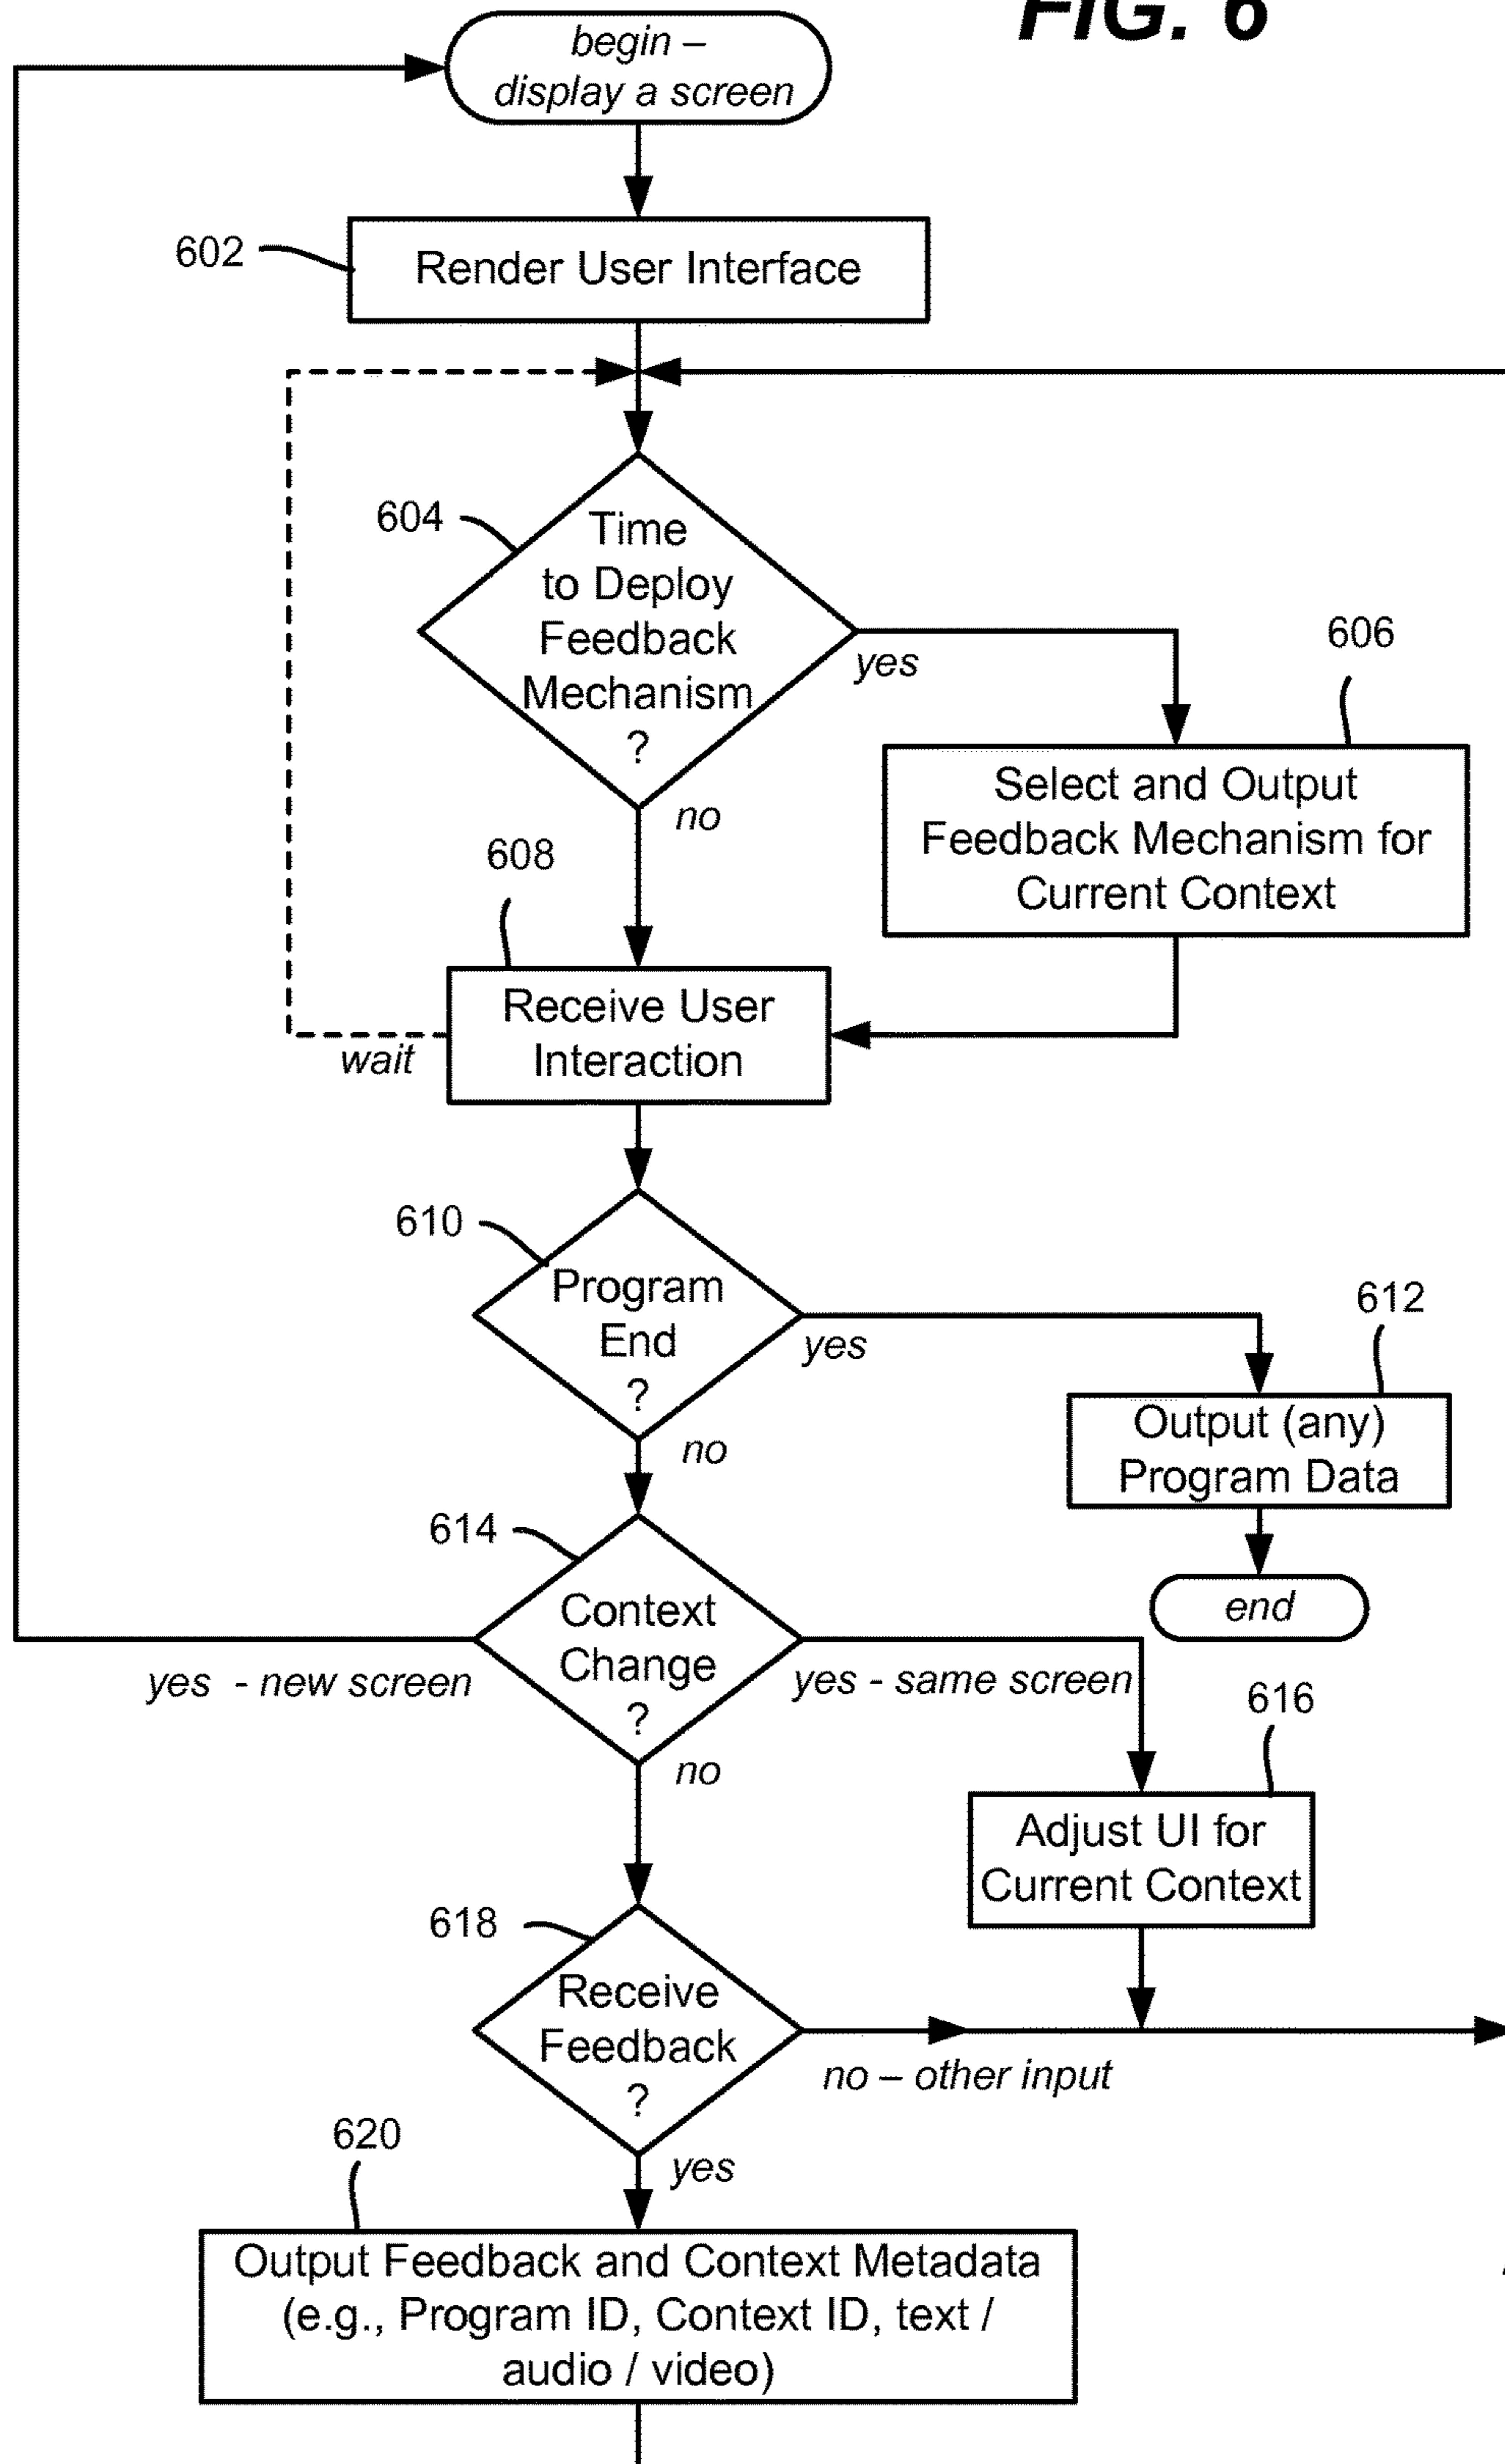 FIG. 6
begin –
display a screen
602
Render User Interface
604
Time
to Deploy
Feedback
Mechanism
?
yes
no
606
Select and Output
Feedback Mechanism for
Current Context
608
Receive User
Interaction
wait
610
Program
End
?
yes
no
612
Output (any)
Program Data
end
614
Context
Change
?
yes - new screen
yes - same screen
no
616
Adjust UI for
Current Context
618
Receive
Feedback
?
no – other input
yes
620
Output Feedback and Context Metadata
(e.g., Program ID, Context ID, text /
audio / video)